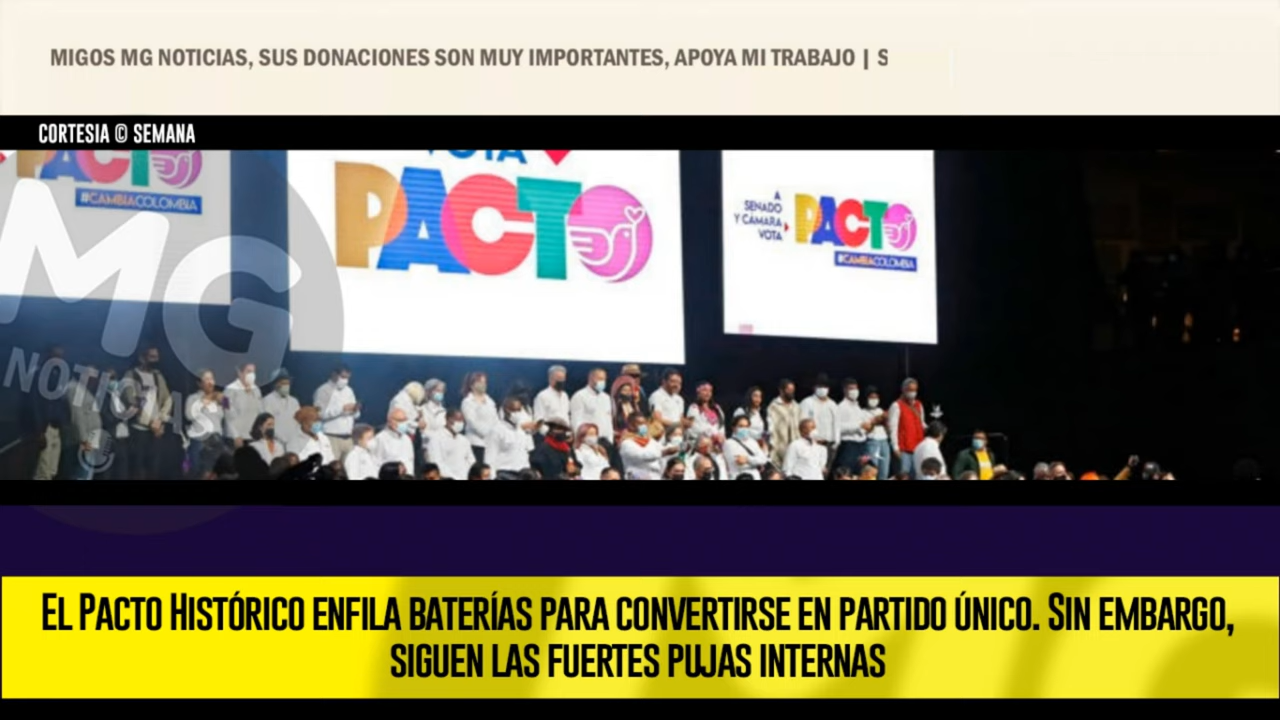 MIGOS MG NOTICIAS, SUS DONACIONES SON MUY IMPORTANTES, APOYA MI TRABAJO | S
CORTESIA © SEMANA
PACTO
#CAMBIACOLOMBIA
VOTA
PACTO
A
SENADO
Y CÁMARA
VOTA
PACTO
#CAMBIACOLOMBIA
MG
NOTICIAS
EL PACTO HISTÓRICO ENFILA BATERÍAS PARA CONVERTIRSE EN PARTIDO ÚNICO. SIN EMBARGO,
SIGUEN LAS FUERTES PUJAS INTERNAS